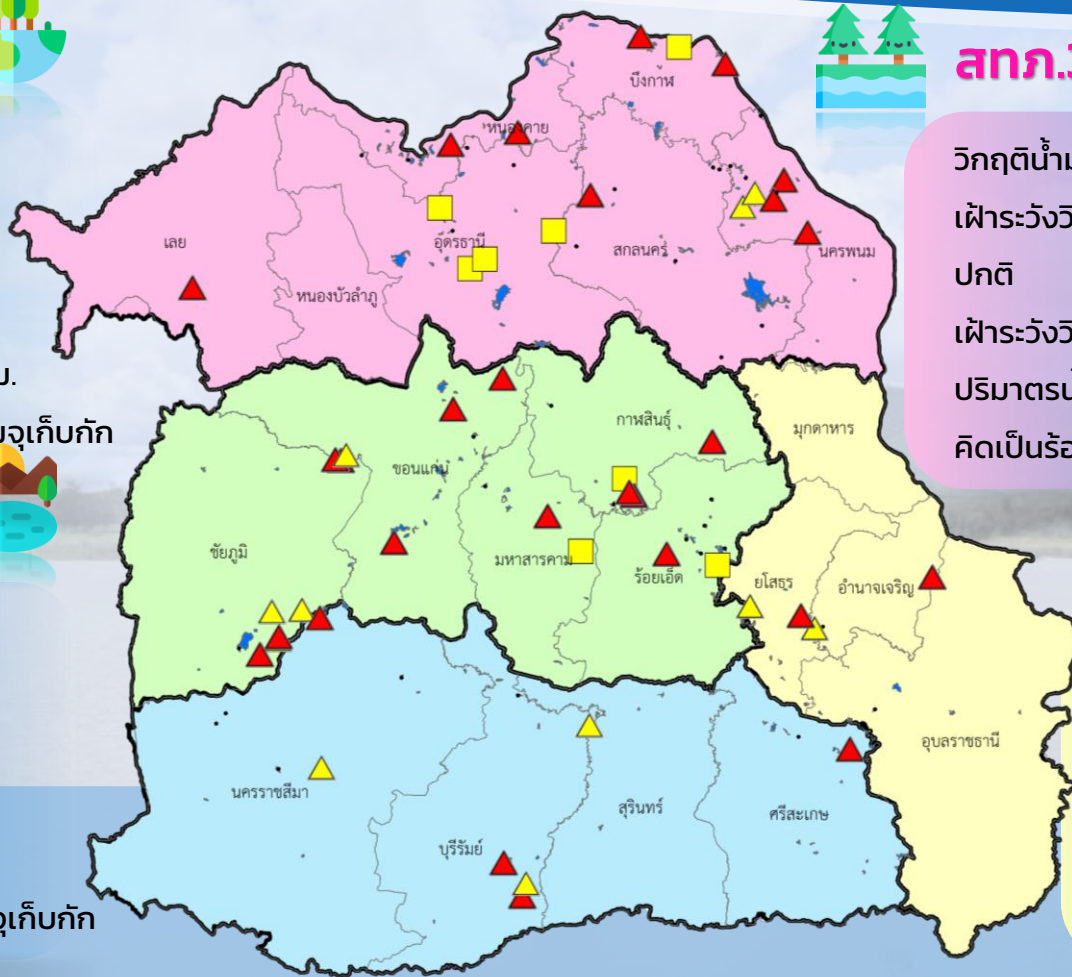 สทภ.3
วิกฤติน้ำม
เฝ้าระวังวิ
ปกติ
เฝ้าระวังวิ
ปริมาตรน้
คิดเป็นร้อ
ม.
มจุเก็บกัก
จุเก็บกัก
บึงกาฬ
หนองคาย
เลย
อุดรธานี
สกลนคร
นครพนม
หนองบัวลำภู
กาฬสินธุ์
มุกดาหาร
ขอนแก่น
ชัยภูมิ
มหาสารคาม
ร้อยเอ็ด
ยโสธร
อำนาจเจริญ
อุบลราชธานี
นครราชสีมา
สุรินทร์
ศรีสะเกษ
บุรีรัมย์